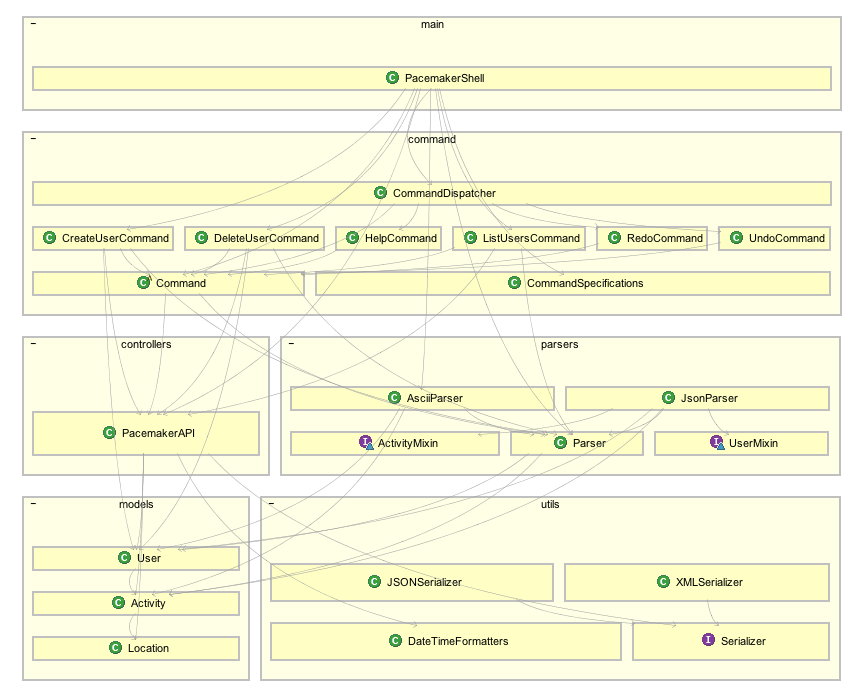 main
PacemakerShell
command
CommandDispatcher
CreateUserCommand DeleteUserCommand HelpCommand ListUsersCommand RedoCommand UndoCommand
Command CommandSpecifications
controllers parsers
AsciiParser JsonParser
PacemakerAPI ActivityMixin Parser UserMixin
models utils
User
JSONSerializer XMLSerializer
Activity
Location DateTimeFormatters Serializer